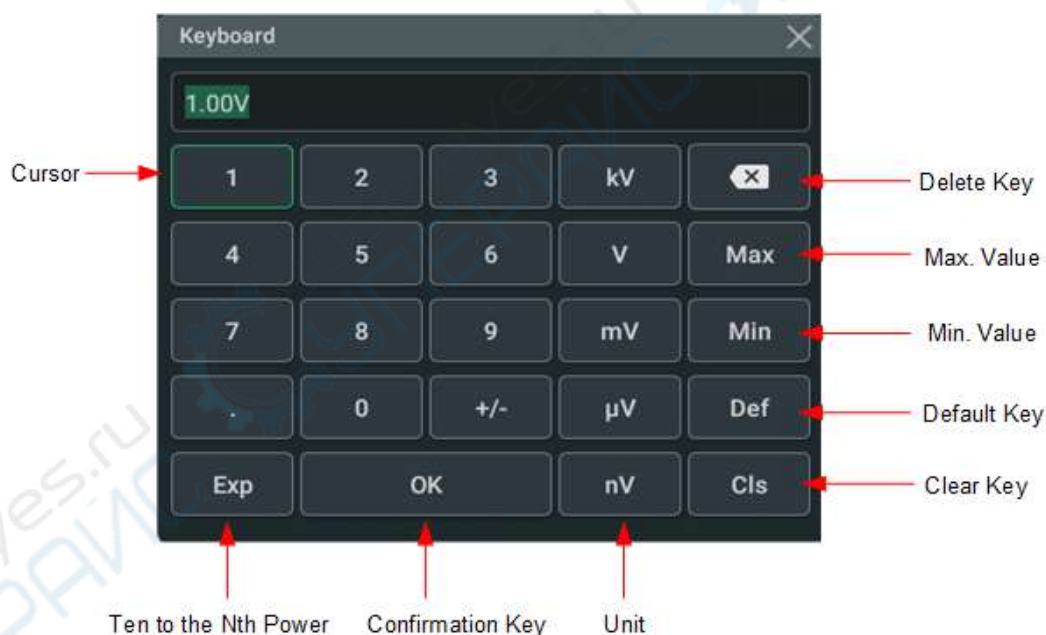 Keyboard
1.00V
Cursor 1 2 3 kV Delete Key
4 5 6 V Max Max. Value
7 8 9 mV Min Min. Value
. 0 +/- µV Def Default Key
Exp OK nV Cls Clear Key
Ten to the Nth Power Confirmation Key Unit